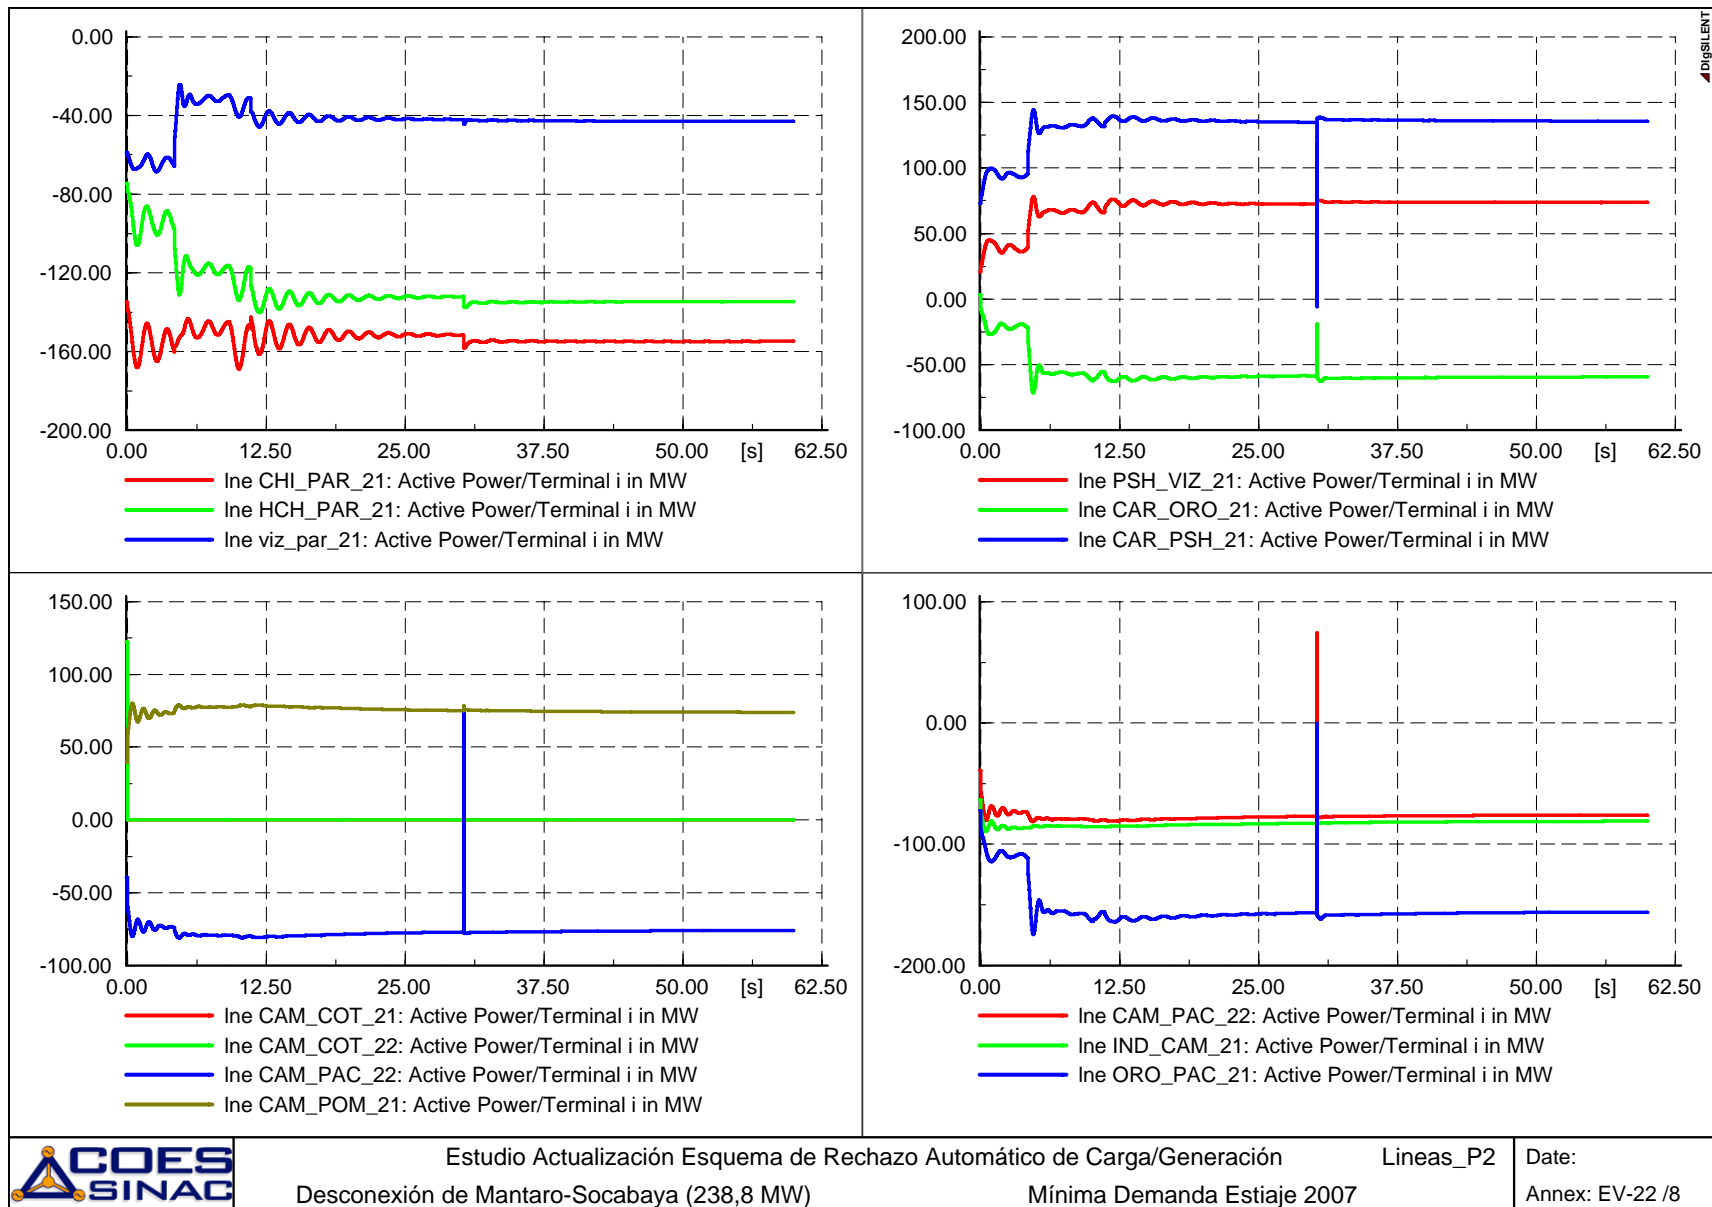 DIgSILENT
0.00
-40.00
-80.00
-120.00
-160.00
-200.00
0.00 12.50 25.00 37.50 50.00 [s] 62.50
lne CHI_PAR_21: Active Power/Terminal i in MW
lne HCH_PAR_21: Active Power/Terminal i in MW
lne viz_par_21: Active Power/Terminal i in MW
200.00
150.00
100.00
50.00
0.00
-50.00
-100.00
0.00 12.50 25.00 37.50 50.00 [s] 62.50
lne PSH_VIZ_21: Active Power/Terminal i in MW
lne CAR_ORO_21: Active Power/Terminal i in MW
lne CAR_PSH_21: Active Power/Terminal i in MW
150.00
100.00
50.00
0.00
-50.00
-100.00
0.00 12.50 25.00 37.50 50.00 [s] 62.50
lne CAM_COT_21: Active Power/Terminal i in MW
lne CAM_COT_22: Active Power/Terminal i in MW
lne CAM_PAC_22: Active Power/Terminal i in MW
lne CAM_POM_21: Active Power/Terminal i in MW
100.00
0.00
-100.00
-200.00
0.00 12.50 25.00 37.50 50.00 [s] 62.50
lne CAM_PAC_22: Active Power/Terminal i in MW
lne IND_CAM_21: Active Power/Terminal i in MW
lne ORO_PAC_21: Active Power/Terminal i in MW
COES
SINAC
Estudio Actualización Esquema de Rechazo Automático de Carga/Generación Lineas_P2
Desconexión de Mantaro-Socabaya (238,8 MW) Mínima Demanda Estiaje 2007
Date:
Annex: EV-22 /8